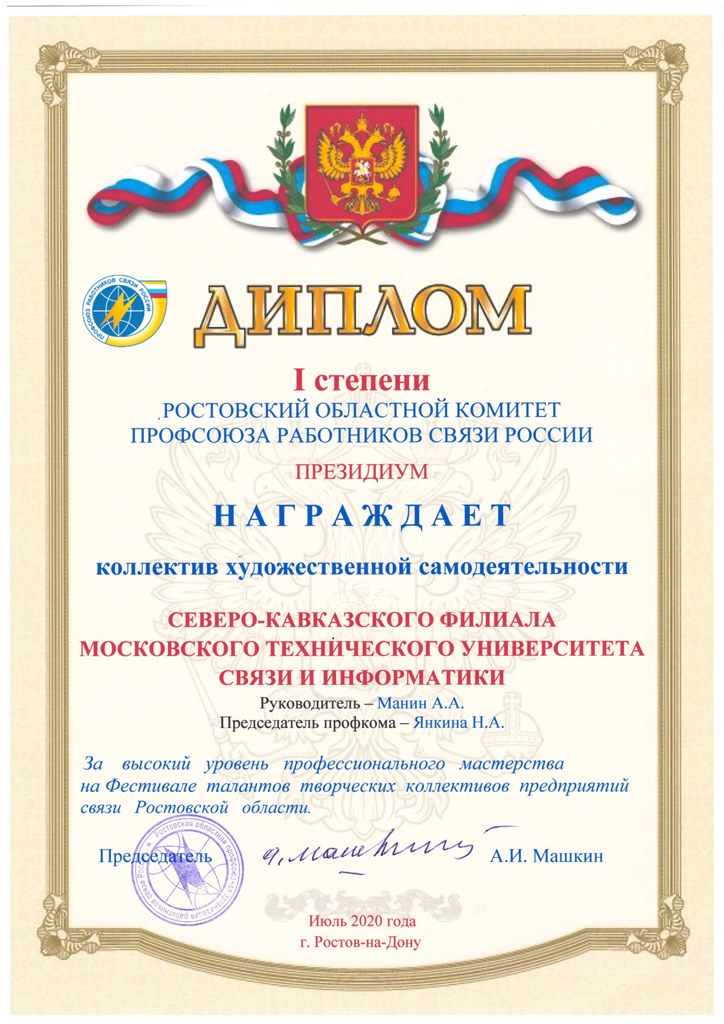 ПРОФСОЮЗ РАБОТНИКОВ СВЯЗИ РОССИИ
ДИПЛОМ
I степени
РОСТОВСКИЙ ОБЛАСТНОЙ КОМИТЕТ
ПРОФСОЮЗА РАБОТНИКОВ СВЯЗИ РОССИИ
ПРЕЗИДИУМ
НАГРАЖДАЕТ
коллектив художественной самодеятельности
СЕВЕРО-КАВКАЗСКОГО ФИЛИАЛА
МОСКОВСКОГО ТЕХНИЧЕСКОГО УНИВЕРСИТЕТА
СВЯЗИ И ИНФОРМАТИКИ
Руководитель – Манин А.А.
Председатель профкома – Янкина Н.А.
За высокий уровень профессионального мастерства
на Фестивале талантов творческих коллективов предприятий
связи Ростовской области.
Председатель А.И. Машкин
Ростовская областная
Июль 2020 года
г. Ростов-на-Дону